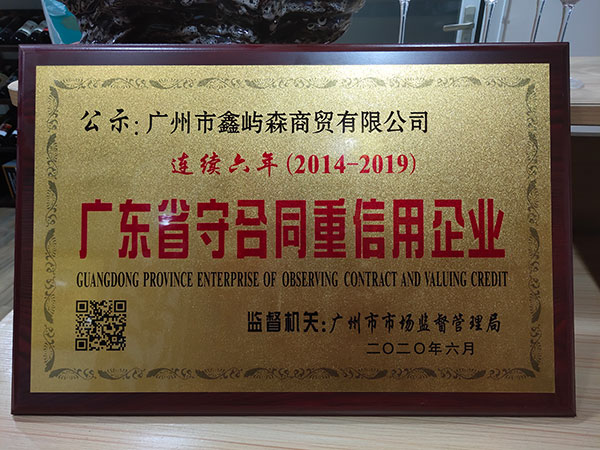 公示:广州市鑫屿森商贸有限公司
连续六年(2014-2019)
广东省守合同重信用企业
GUANGDONG PROVINCE ENTERPRISE OF OBSERVING CONTRACT AND VALUING CREDIT
监督机关:广州市市场监督管理局
二〇二〇年六月